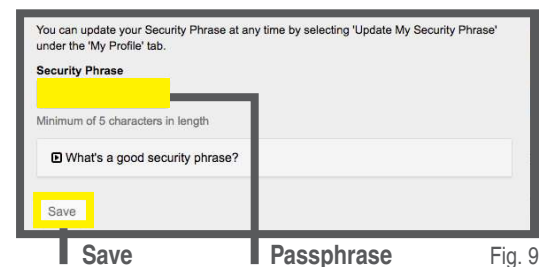 You can update your Security Phrase at any time by selecting 'Update My Security Phrase'
under the 'My Profile' tab.
Security Phrase
Minimum of 5 characters in length
What's a good security phrase?
Save
Save Passphrase Fig. 9